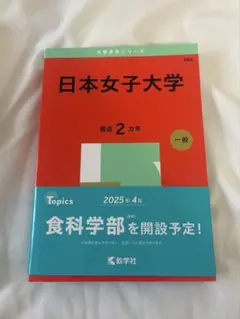 大学赤本シリーズ
日本女子大学
最近2カ年
一般
Topics
2025年4月
食科学部を開設予定!
数学社